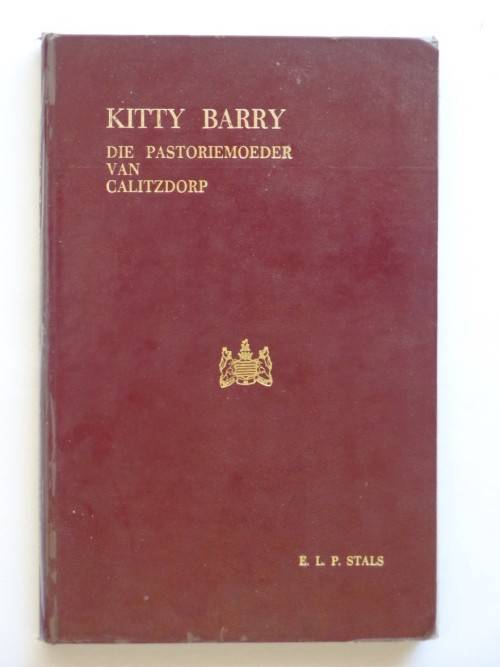 KITTY BARRY
DIE PASTORIEMOEDER
VAN
CALITZDORP
E. L. P. STALS